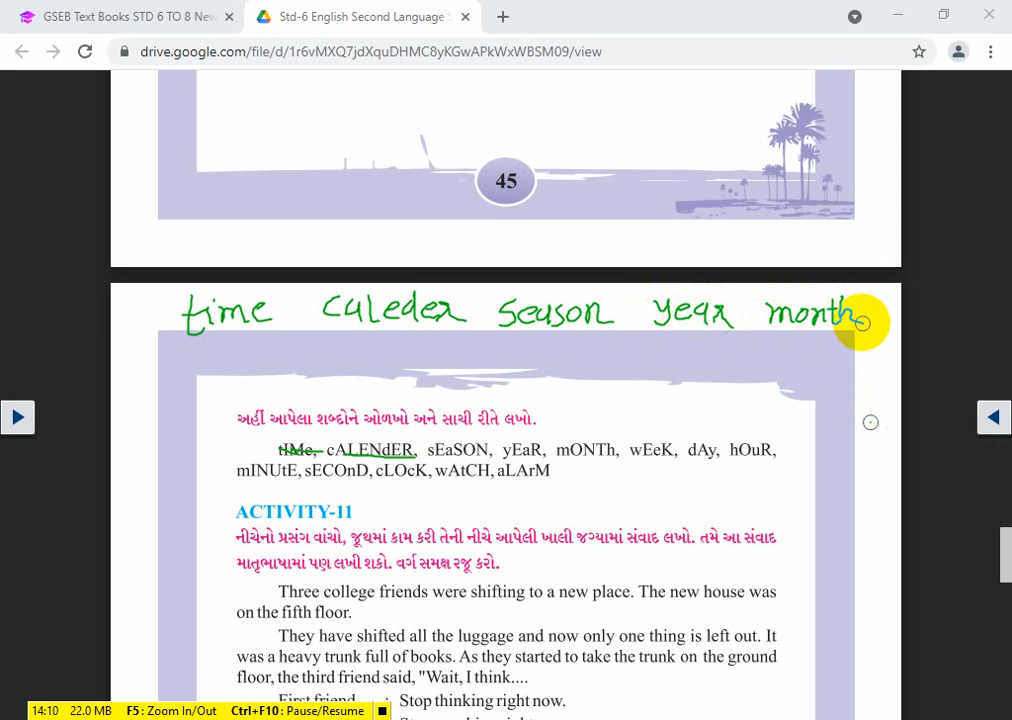 GSEB Text Books STD 6 TO 8 New
Std-6 English Second Language
drive.google.com/file/d/1r6vMXQ7jdXquDHMC8yKGwAPkWxWBSM09/view
45
time caleder season year month
અહીં આપેલા શબ્દોને ઓળખો અને સાચી રીતે લખો.
tIMe, cALENdER, sEaSON, yEaR, mONTh, wEeK, dAy, hOuR,
mINUtE, sECOnD, cLOcK, wAtCH, aLArM
ACTIVITY-11
નીચેનો પ્રસંગ વાંચો, જૂથમાં કામ કરી તેની નીચે આપેલી ખાલી જગ્યામાં સંવાદ લખો. તમે આ સંવાદ
માતૃભાષામાં પણ લખી શકો. વર્ગ સમક્ષ રજૂ કરો.
Three college friends were shifting to a new place. The new house was
on the fifth floor.
They have shifted all the luggage and now only one thing is left out. It
was a heavy trunk full of books. As they started to take the trunk on the ground
floor, the third friend said, "Wait, I think....
First friend : Stop thinking right now.
14:10 22.0 MB F5: Zoom In/Out Ctrl+F10: Pause/Resume